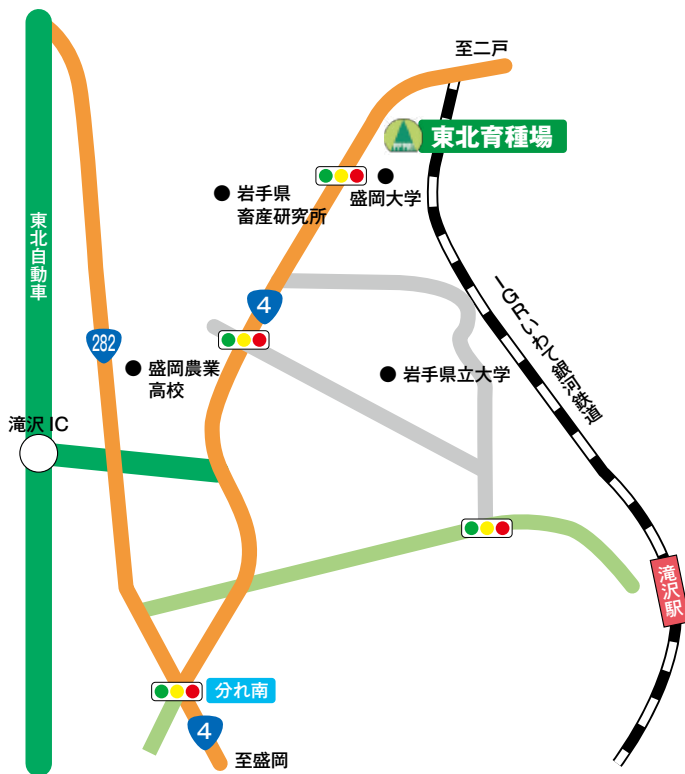 至二戸
東北育種場
盛岡大学
岩手県
畜産研究所
東北自動車
4
282
盛岡農業
高校
岩手県立大学
IGRいわて銀河鉄道
滝沢 IC
滝沢駅
分れ南
4
至盛岡